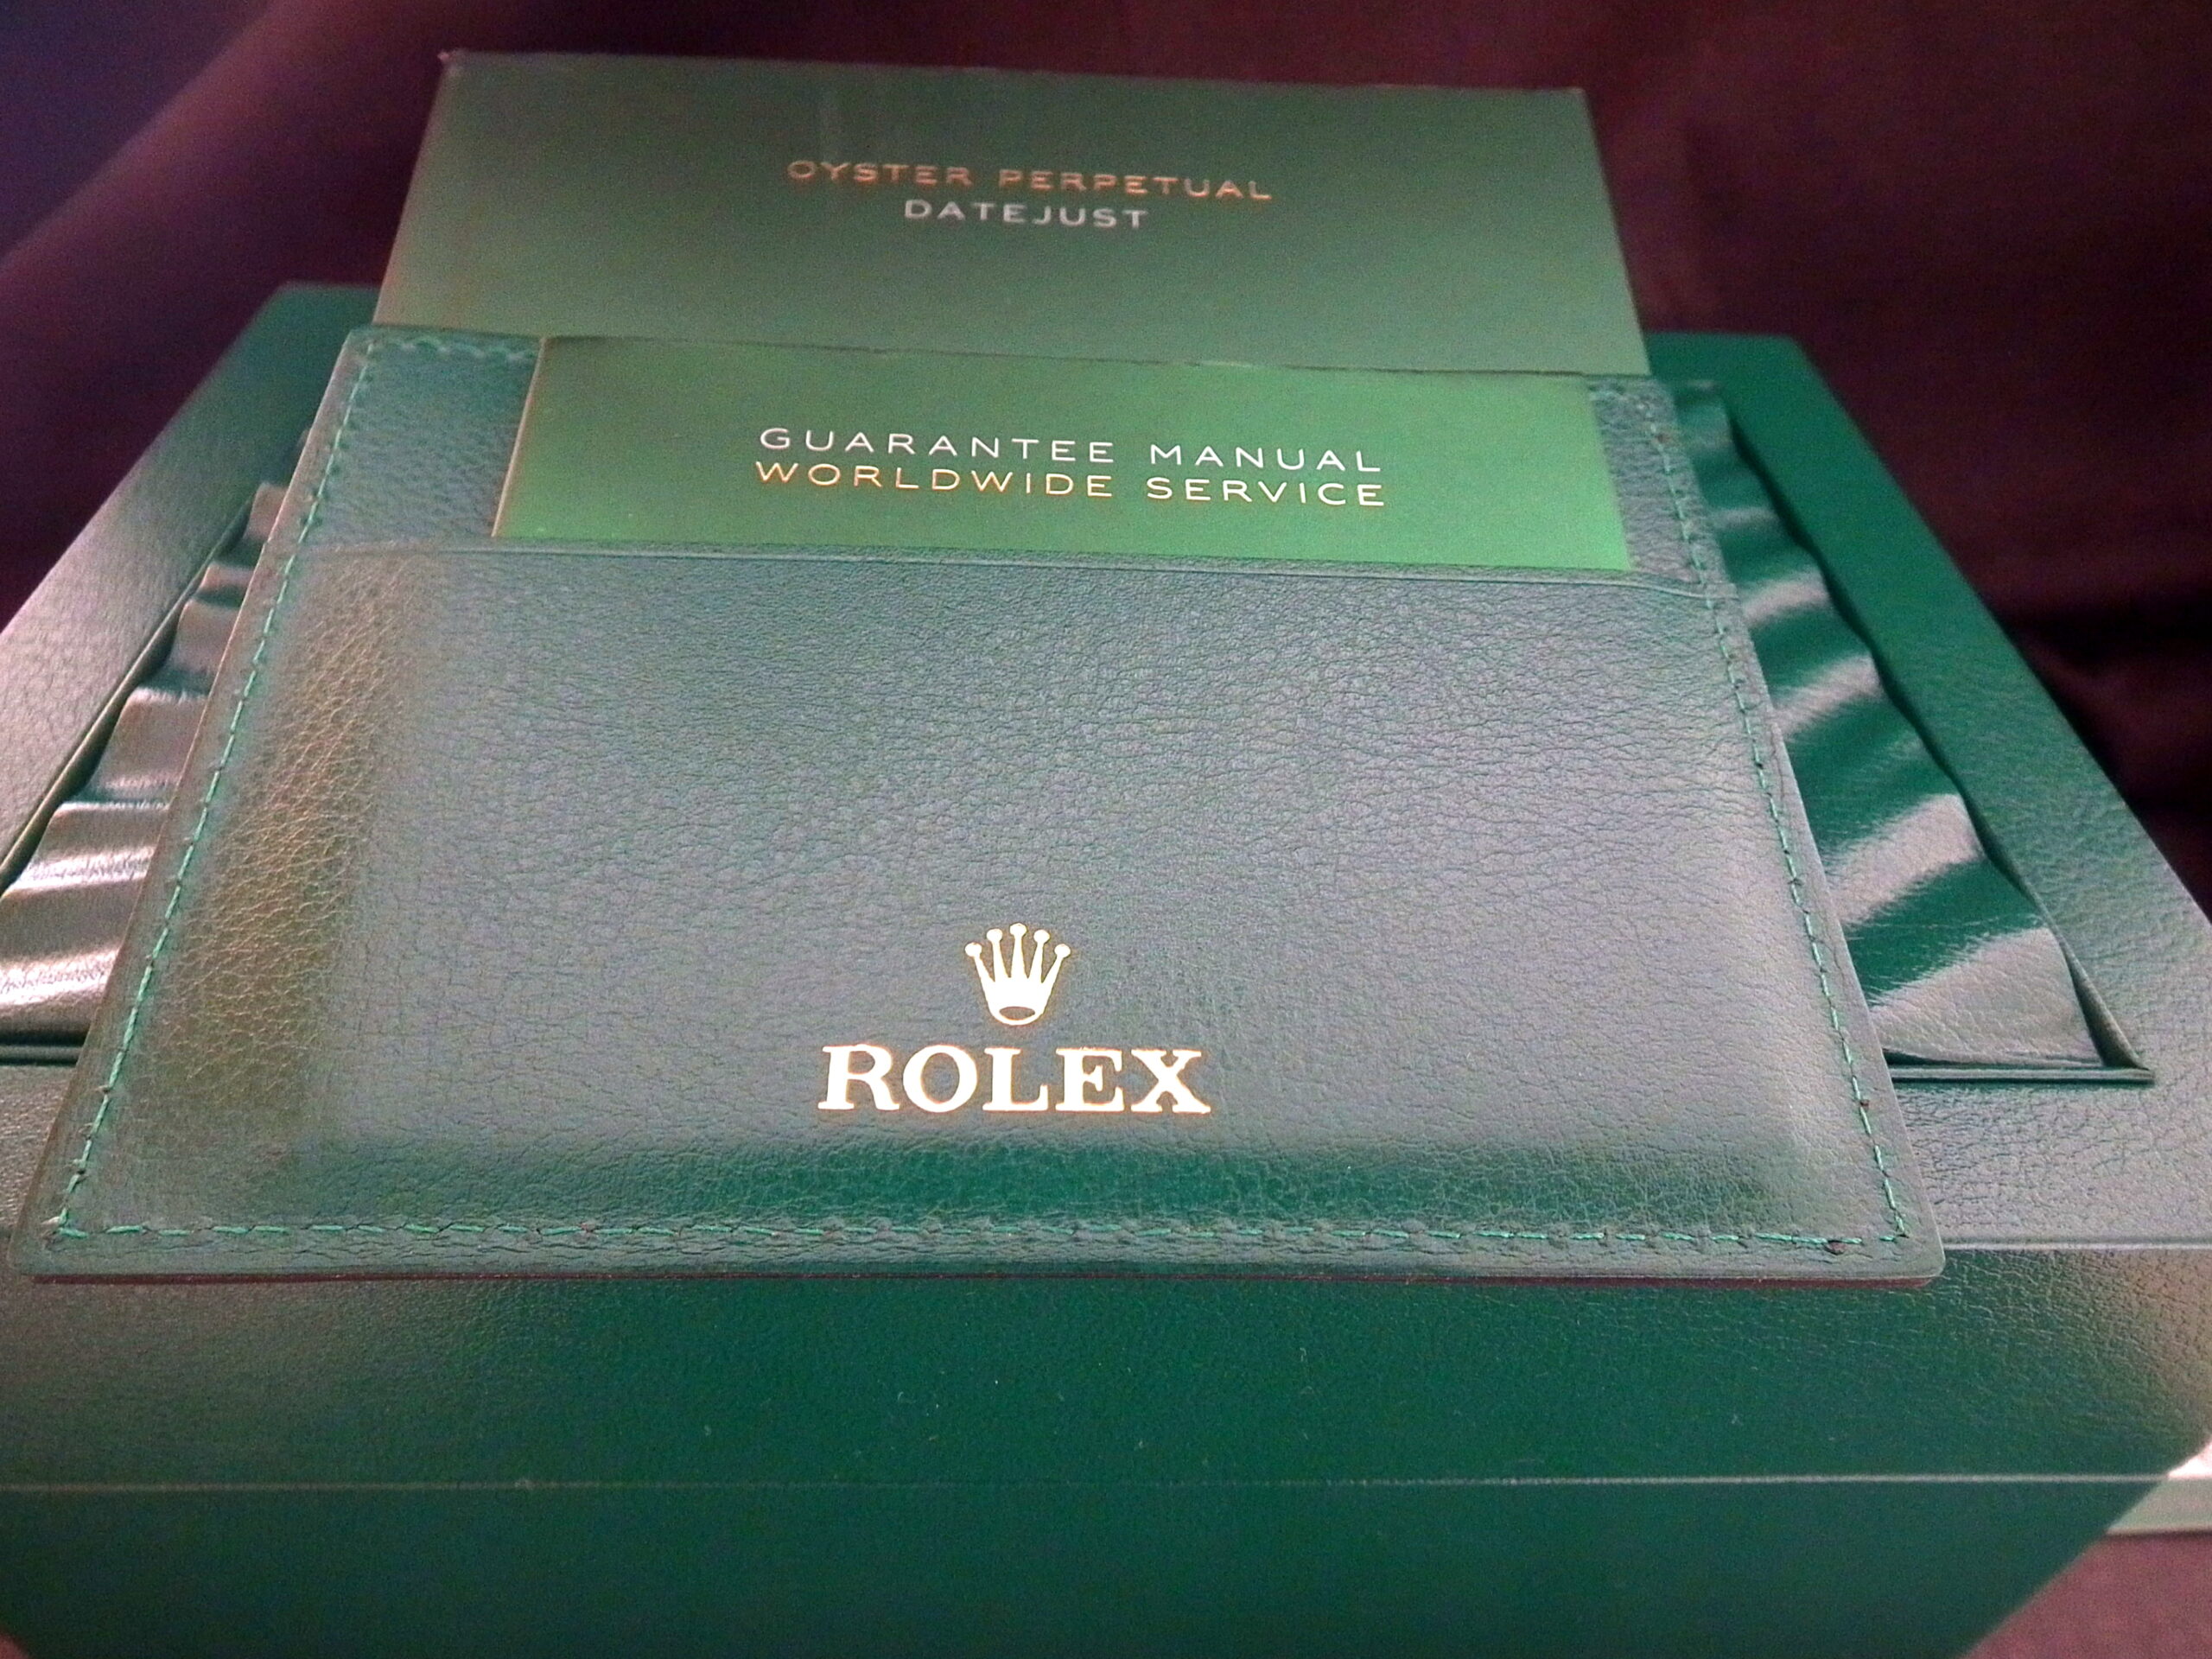 OYSTER PERPETUAL
DATEJUST
GUARANTEE MANUAL
WORLDWIDE SERVICE
ROLEX